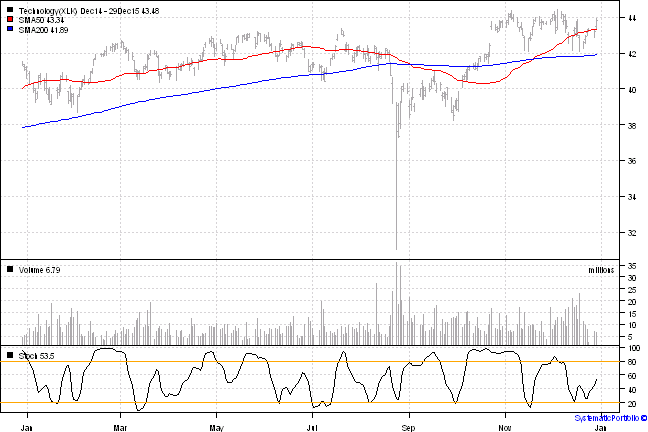 Technology(XLK) Dec14 - 29Dec15 43.48
SMA50 43.34
SMA200 41.89
44
42
40
38
36
34
32
Volume 6.79
millions
35
30
25
20
15
10
5
Stoch 53.5
100
80
60
40
20
Jan
Mar
May
Jul
Sep
Nov
Jan
SystematicPortfolio ©